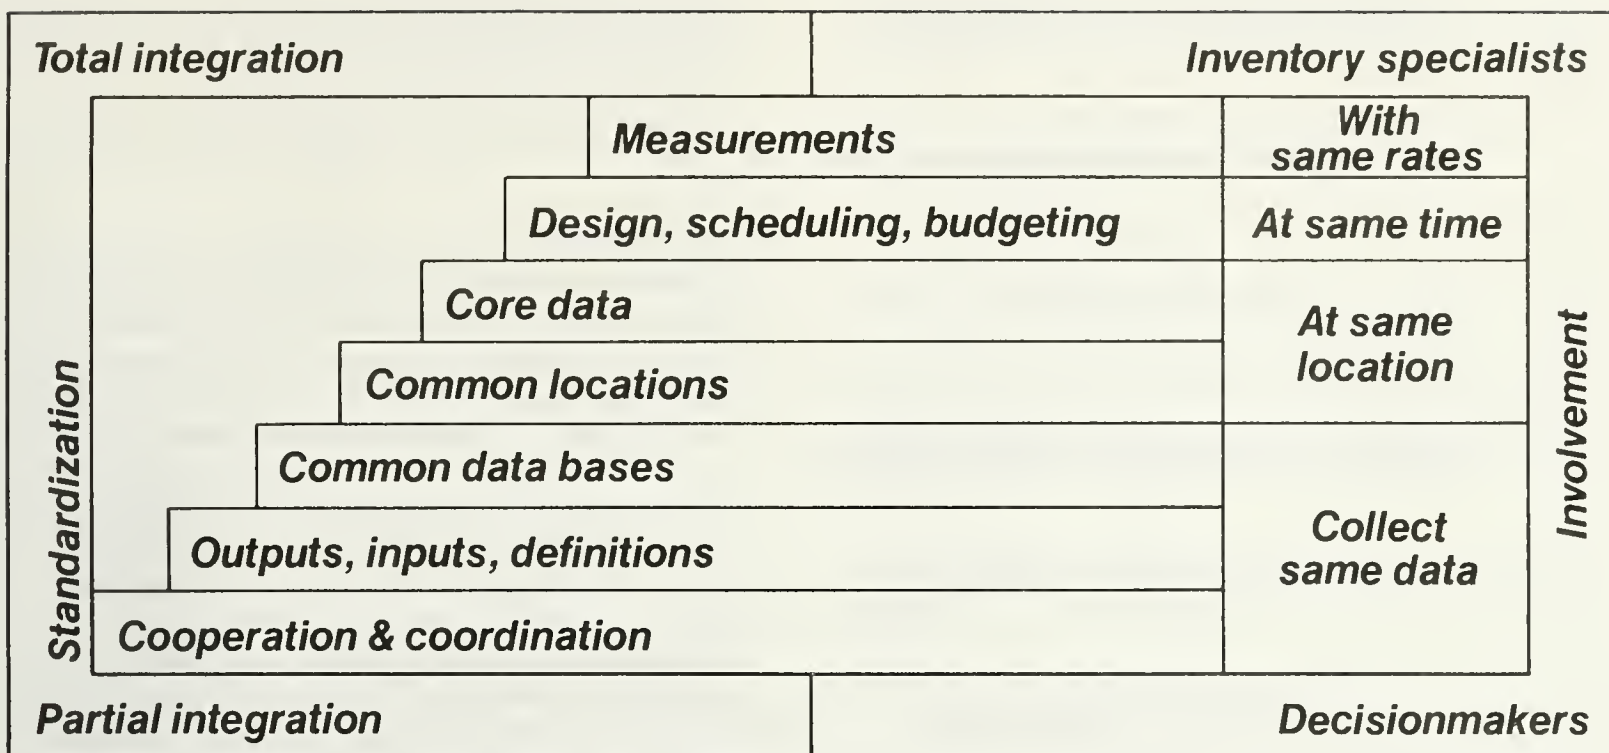 Total integration
Inventory specialists
Measurements
With
same rates
Design, scheduling, budgeting
At same time
Core data
At same
location
Common locations
Common data bases
Outputs, inputs, definitions
Collect
same data
Cooperation & coordination
Standardization
Involvement
Partial integration
Decisionmakers